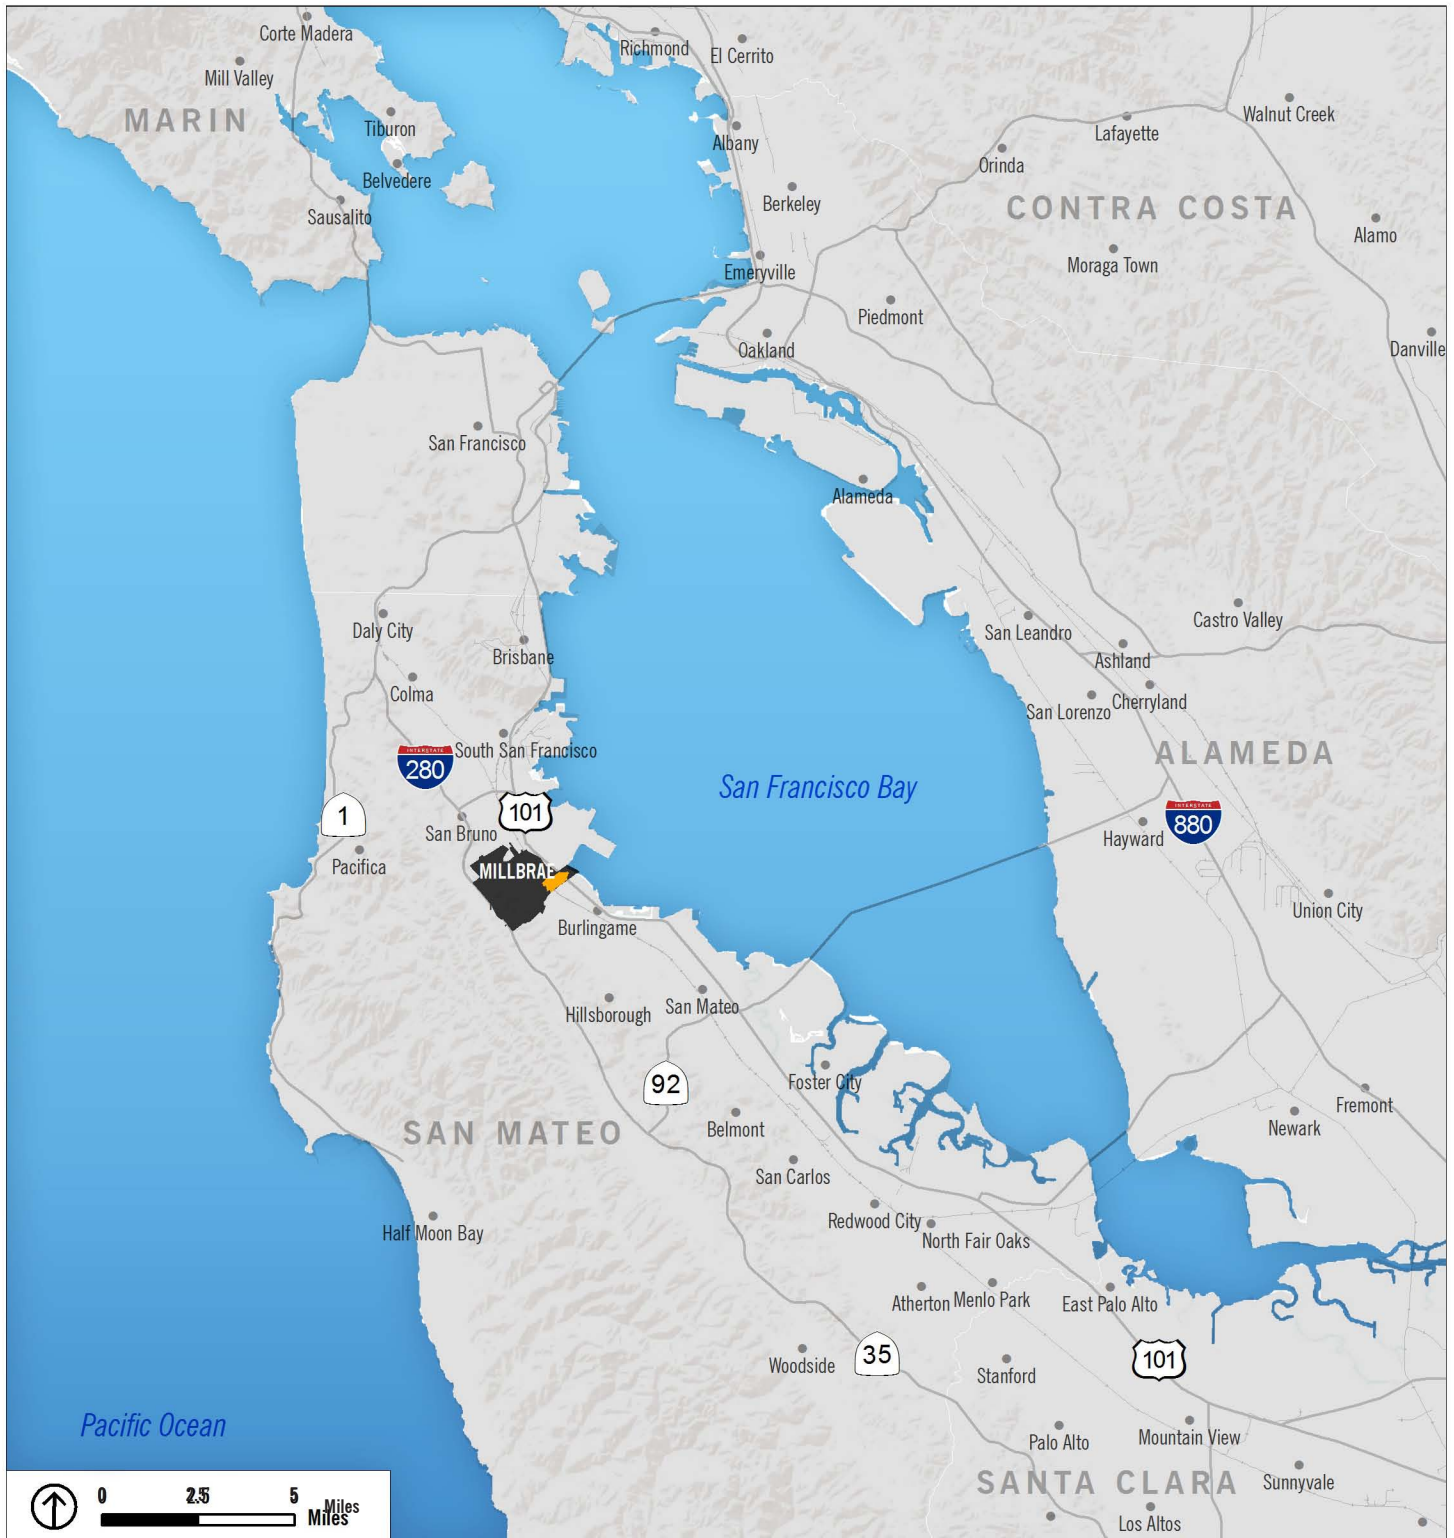 Corte Madera
Richmond
El Cerrito
Mill Valley
MARIN
Walnut Creek
Tiburon
Albany
Lafayette
Orinda
Belvedere
Berkeley
CONTRA COSTA
Sausalito
Alamo
Emeryville
Moraga Town
Piedmont
Oakland
Danville
San Francisco
Alameda
Castro Valley
Daly City
San Leandro
Brisbane
Ashland
Colma
Cherryland
San Lorenzo
South San Francisco
ALAMEDA
INTERSTATE
280
San Francisco Bay
101
1
INTERSTATE
880
San Bruno
Hayward
Pacifica
MILLBRAE
Union City
Burlingame
San Mateo
Hillsborough
92
Foster City
Fremont
SAN MATEO
Belmont
Newark
San Carlos
Redwood City
Half Moon Bay
North Fair Oaks
Atherton
Menlo Park
East Palo Alto
35
101
Woodside
Stanford
Pacific Ocean
Palo Alto
Mountain View
SANTA CLARA
Sunnyvale
Los Altos
0 2.5 5
Miles
Miles